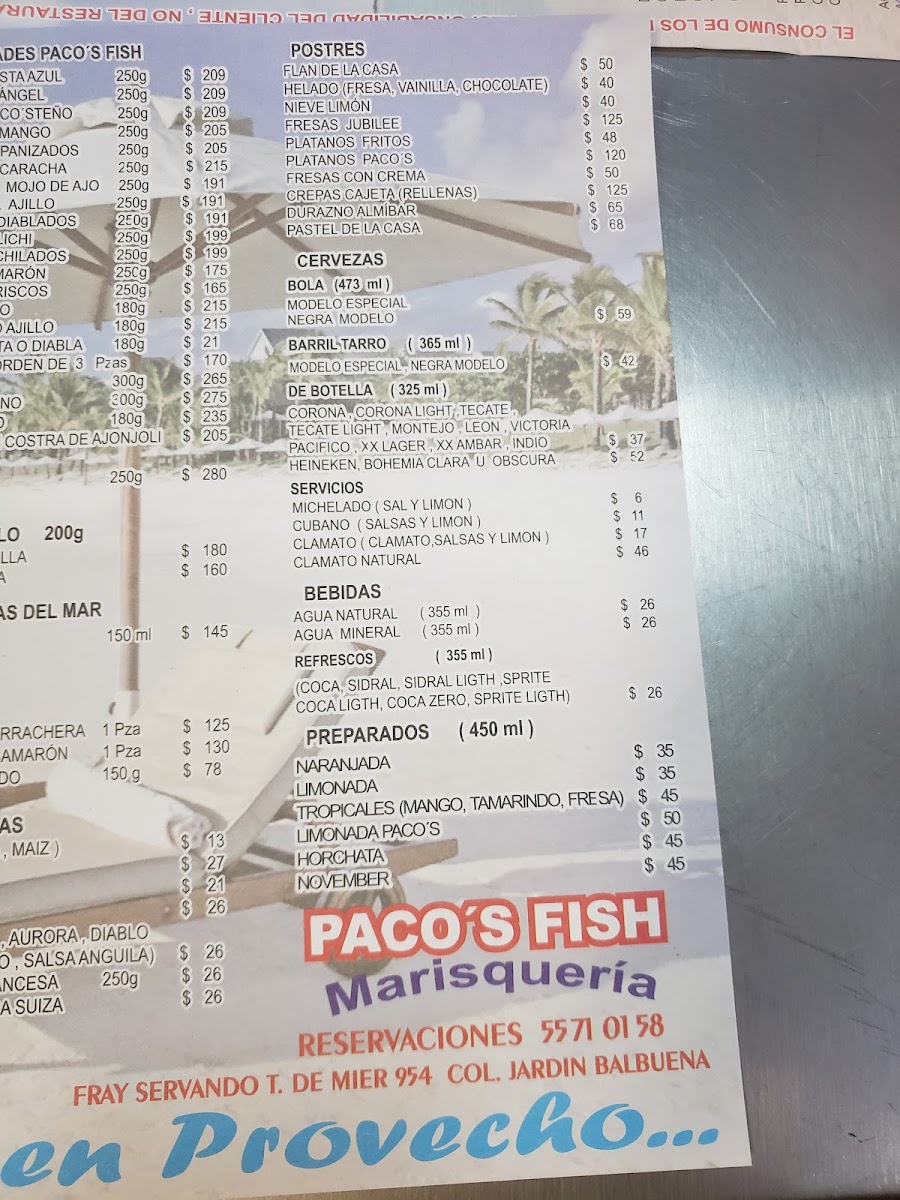 EL CONSUMO DE LOS
ONSABILIDAD DEL CLIENTE , NO DEL RESTAURA
ADES PACO´S FISH
STA AZUL 250g $ 209
ÁNGEL 250g $ 209
CO´STEÑO 250g $ 209
MANGO 250g $ 205
PANIZADOS 250g $ 205
CARACHA 250g $ 215
MOJO DE AJO 250g $ 191
AJILLO 250g $ 191
DIABLADOS 250g $ 191
LICHI 250g $ 199
CHILADOS 250g $ 199
MARÓN 250g $ 175
RISCOS 250g $ 165
O 180g $ 215
O AJILLO 180g $ 215
TA O DIABLA 180g $ 21
ORDEN DE 3 Pzas $ 170
300g $ 265
NO 300g $ 275
O 180g $ 235
COSTRA DE AJONJOLI $ 205
250g $ 280
LO 200g
LLA $ 180
A $ 160
AS DEL MAR
150 ml $ 145
RRACHERA 1 Pza $ 125
CAMARÓN 1 Pza $ 130
DO 150 g $ 78
AS
, MAIZ ) $ 13
$ 27
$ 21
$ 26
, AURORA , DIABLO
O , SALSA ANGUILA) $ 26
ANCESA 250g $ 26
A SUIZA $ 26
POSTRES
FLAN DE LA CASA $ 50
HELADO (FRESA, VAINILLA, CHOCOLATE) $ 40
NIEVE LIMÓN $ 40
FRESAS JUBILEE $ 125
PLATANOS FRITOS $ 48
PLATANOS PACO´S $ 120
FRESAS CON CREMA $ 50
CREPAS CAJETA (RELLENAS) $ 125
DURAZNO ALMÍBAR $ 65
PASTEL DE LA CASA $ 68
CERVEZAS
BOLA (473 ml )
MODELO ESPECIAL
NEGRA MODELO $ 59
BARRIL TARRO ( 365 ml )
MODELO ESPECIAL , NEGRA MODELO $ 42
DE BOTELLA ( 325 ml )
CORONA , CORONA LIGHT , TECATE ,
TECATE LIGHT , MONTEJO , LEON , VICTORIA
PACIFICO , XX LAGER , XX AMBAR , INDIO $ 37
HEINEKEN, BOHEMIA CLARA U OBSCURA $ 52
SERVICIOS
MICHELADO ( SAL Y LIMON ) $ 6
CUBANO ( SALSAS Y LIMON ) $ 11
CLAMATO ( CLAMATO,SALSAS Y LIMON ) $ 17
CLAMATO NATURAL $ 46
BEBIDAS
AGUA NATURAL ( 355 ml ) $ 26
AGUA MINERAL ( 355 ml ) $ 26
REFRESCOS ( 355 ml )
(COCA, SIDRAL, SIDRAL LIGTH ,SPRITE
COCA LIGTH, COCA ZERO, SPRITE LIGTH) $ 26
PREPARADOS ( 450 ml )
NARANJADA $ 35
LIMONADA $ 35
TROPICALES (MANGO, TAMARINDO, FRESA) $ 45
LIMONADA PACO´S $ 50
HORCHATA $ 45
NOVEMBER $ 45
PACO´S FISH
Marisquería
RESERVACIONES 55 71 01 58
FRAY SERVANDO T. DE MIER 954 COL. JARDIN BALBUENA
en Provecho...